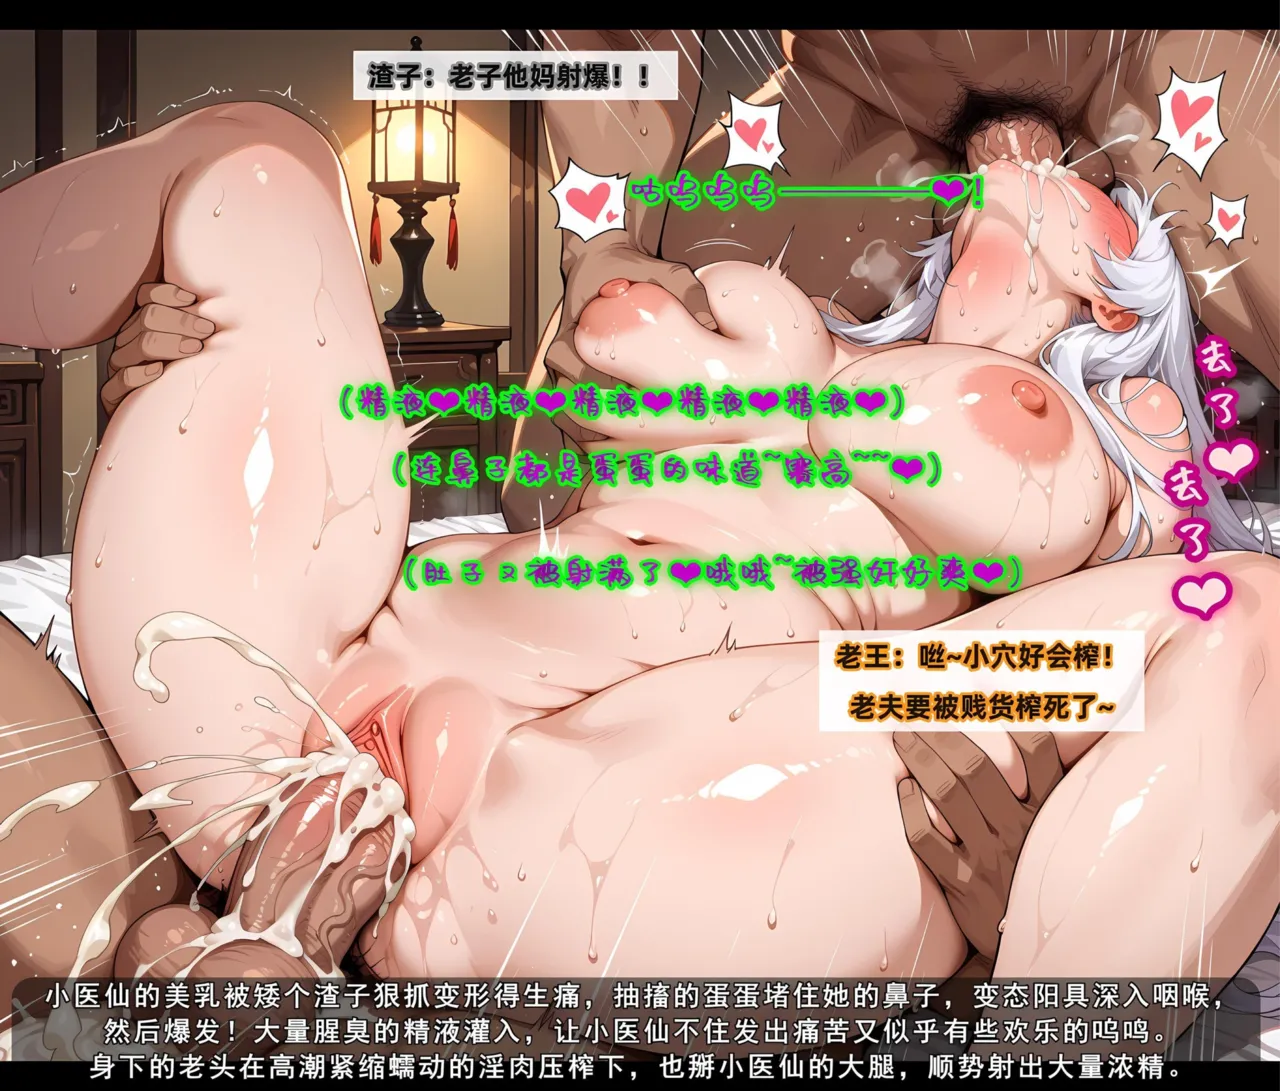 渣子：老子他妈射爆！！
咕呜呜呜————❤！
去了❤去了❤
（精液❤精液❤精液❤精液❤精液❤）
（连鼻子都是蛋蛋的味道~赛高~~❤）
（肚子又被射满了❤哦哦~被强奸好爽❤）
老王：咝~小穴好会榨！
老夫要被贱货榨死了~
小医仙的美乳被矮个渣子狠抓变形得生痛，抽搐的蛋蛋堵住她的鼻子，变态阳具深入咽喉，
然后爆发！大量腥臭的精液灌入，让小医仙不住发出痛苦又似乎有些欢乐的呜鸣。
身下的老头在高潮紧缩蠕动的淫肉压榨下，也掰小医仙的大腿，顺势射出大量浓精。